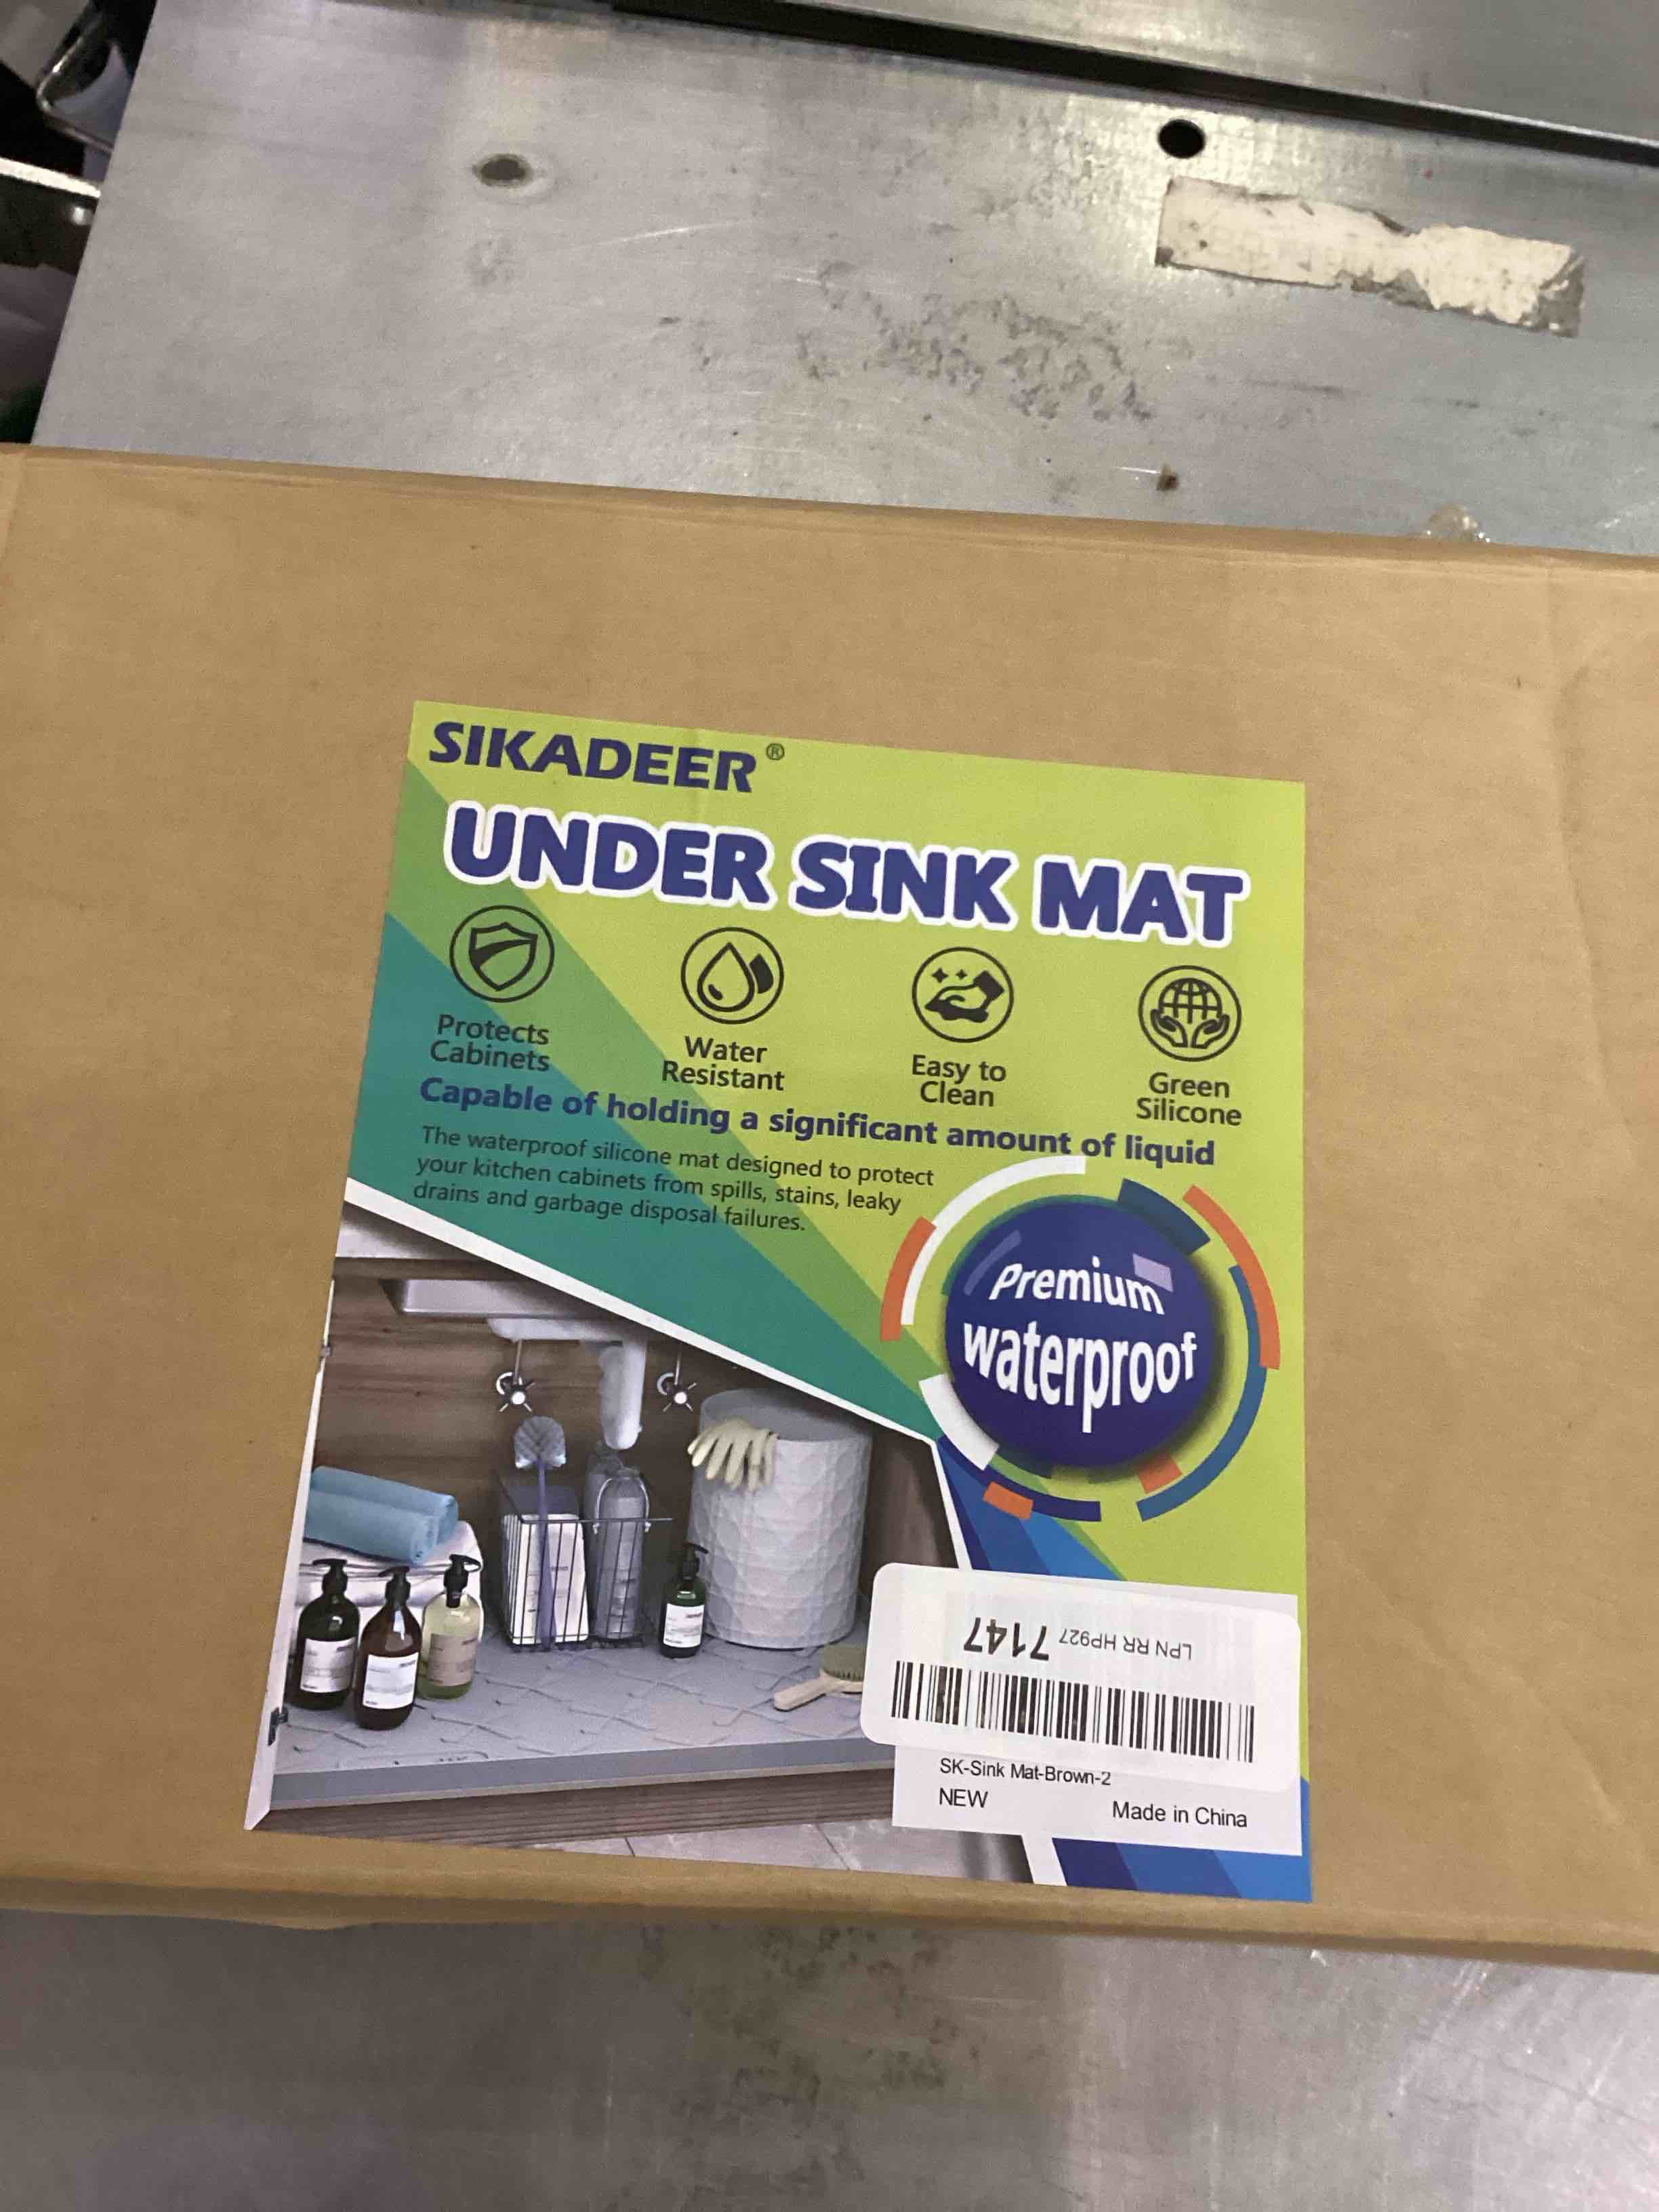 SIKADEER®
UNDER SINK MAT
Protects
Cabinets
Water
Resistant
Easy to
Clean
Green
Silicone
Capable of holding a significant amount of liquid
The waterproof silicone mat designed to protect
your kitchen cabinets from spills, stains, leaky
drains and garbage disposal failures.
Premium
waterproof
LPN RR HP927 7147
SK-Sink Mat-Brown-2
NEW
Made in China